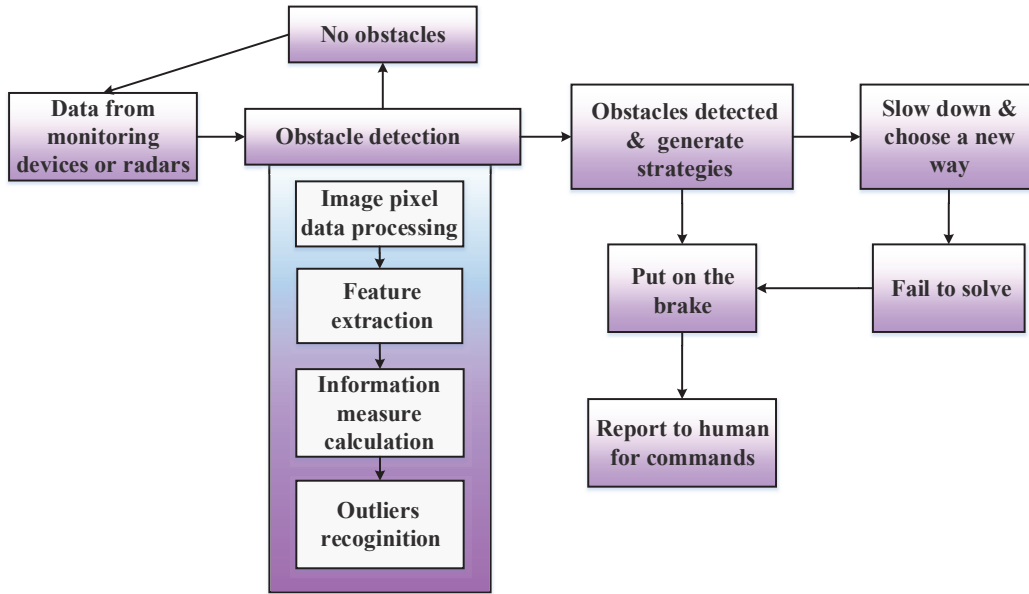 No obstacles
Data from
monitoring
devices or radars
Obstacle detection
Obstacles detected
& generate
strategies
Slow down &
choose a new
way
Image pixel
data processing
Feature
extraction
Information
measure
calculation
Outliers
recoginition
Put on the
brake
Fail to solve
Report to human
for commands